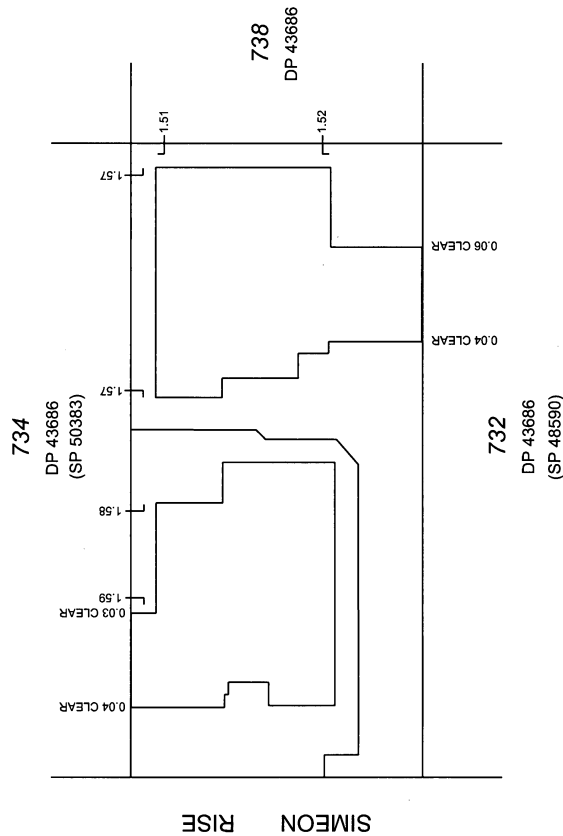 734
DP 43686
(SP 50383)
738
DP 43686
1.51
1.52
1.57
1.57
1.58
1.59
0.03 CLEAR
0.04 CLEAR
0.06 CLEAR
0.04 CLEAR
732
DP 43686
(SP 48590)
SIMEON RISE